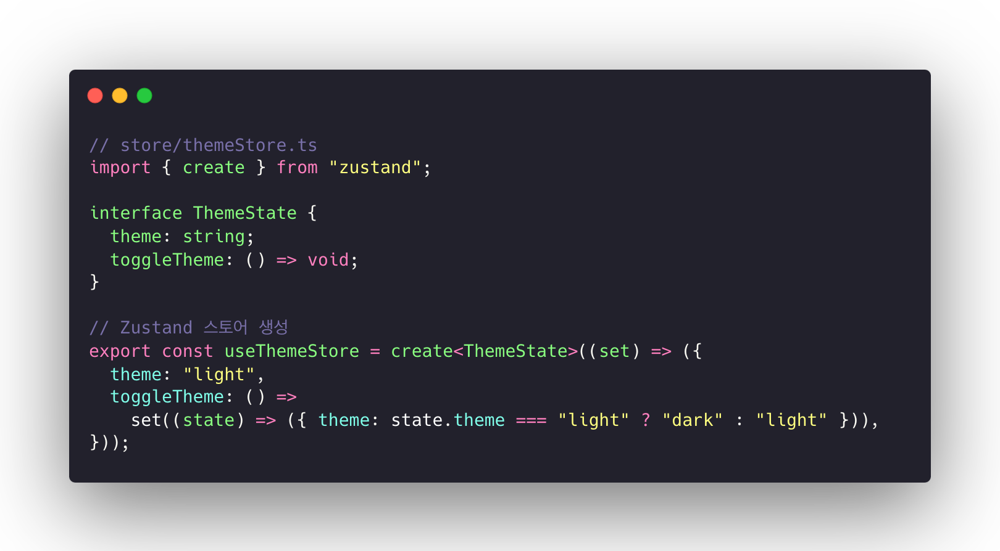 // store/themeStore.ts
import { create } from "zustand";

interface ThemeState {
  theme: string;
  toggleTheme: () => void;
}

// Zustand 스토어 생성
export const useThemeStore = create<ThemeState>((set) => ({
  theme: "light",
  toggleTheme: () =>
    set((state) => ({ theme: state.theme === "light" ? "dark" : "light" })),
}));